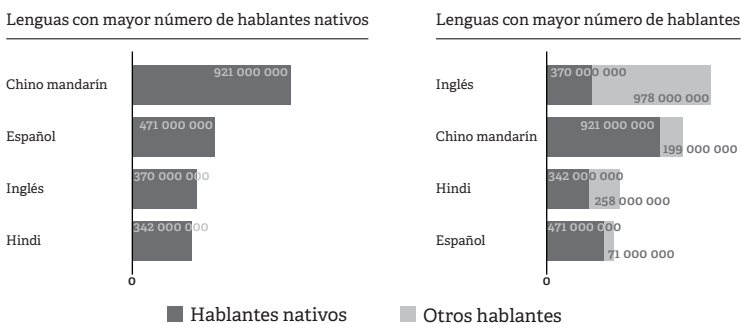 Lenguas con mayor número de hablantes nativos
Chino mandarín
921 000 000
Español
471 000 000
Inglés
370 000 000
Hindi
342 000 000
0
Lenguas con mayor número de hablantes
Inglés
370 000 000
978 000 000
Chino mandarín
921 000 000
199 000 000
Hindi
342 000 000
258 000 000
Español
471 000 000
71 000 000
0
Hablantes nativos
Otros hablantes